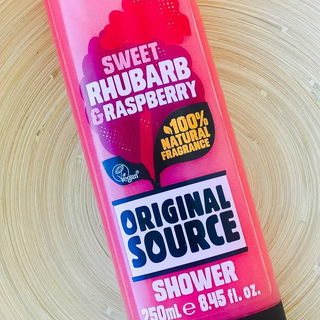 SWEET
RHUBARB
& RASPBERRY
100%
NATURAL
FRAGRANCE
Vegan
ORIGINAL
SOURCE
SHOWER
250mL e 8.45 fl. oz.